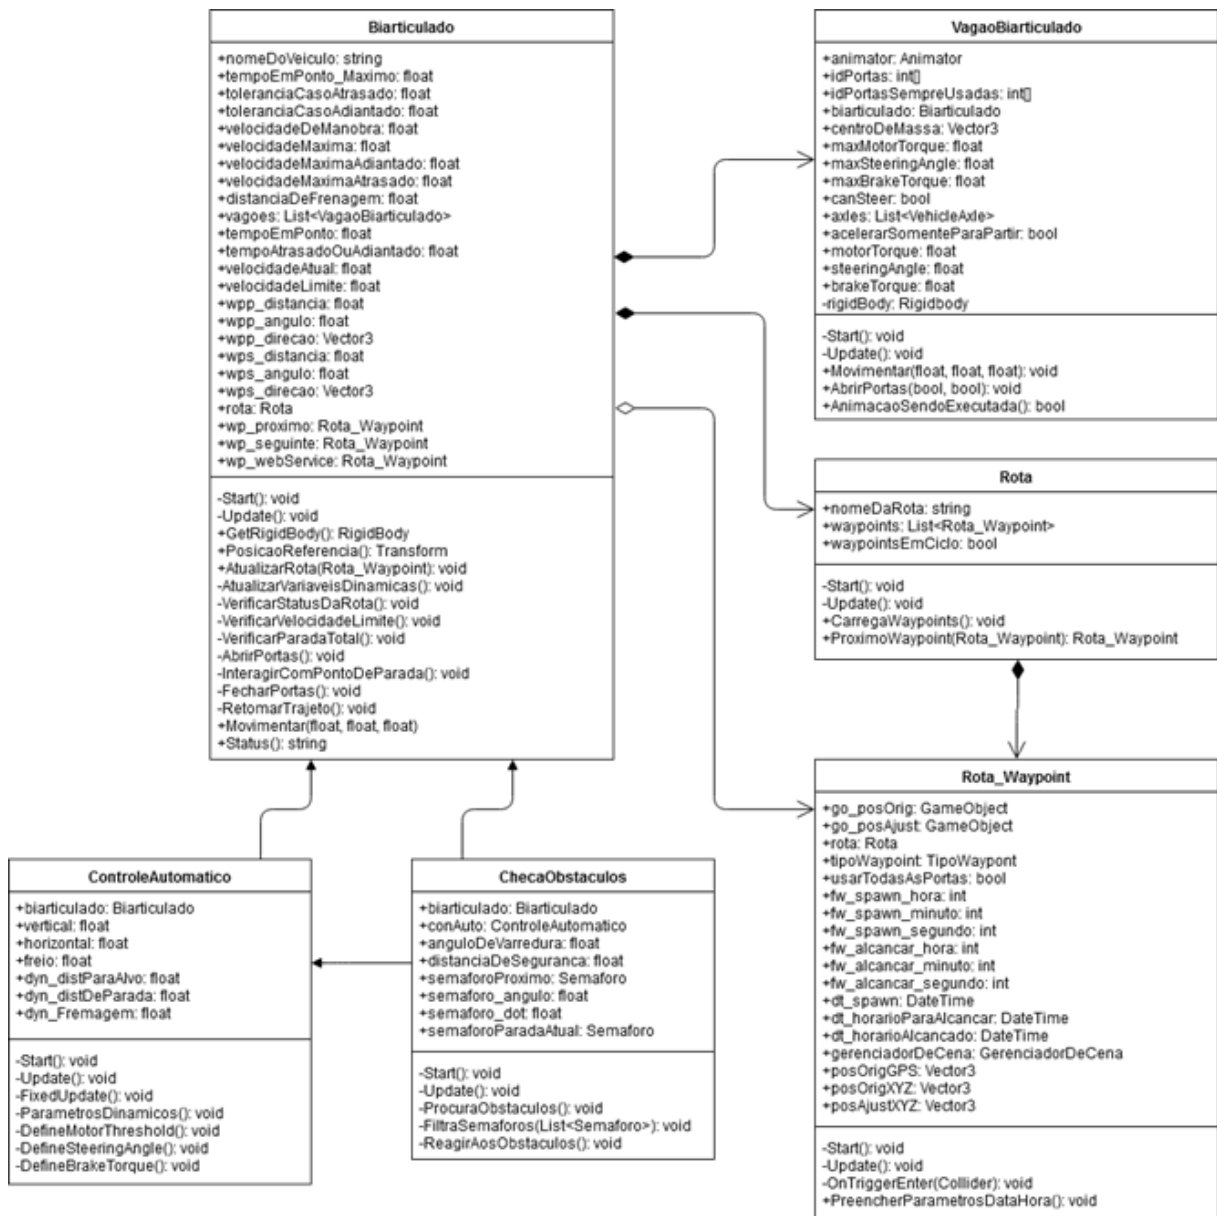 Biarticulado
+nomeDoVeiculo: string
+tempoEmPonto_Maximo: float
+toleranciaCasoAtrasado: float
+toleranciaCasoAdiantado: float
+velocidadeDeManobra: float
+velocidadeMaxima: float
+velocidadeMaximaAdiantado: float
+velocidadeMaximaAtrasado: float
+distanciaDeFrenagem: float
+vagoes: List<VagaoBiarticulado>
+tempoEmPonto: float
+tempoAtrasadoOuAdiantado: float
+velocidadeAtual: float
+velocidadeLimite: float
+wpp_distancia: float
+wpp_angulo: float
+wpp_direcao: Vector3
+wps_distancia: float
+wps_angulo: float
+wps_direcao: Vector3
+rota: Rota
+wp_proximo: Rota_Waypoint
+wp_seguinte: Rota_Waypoint
+wp_webService: Rota_Waypoint
-Start(): void
-Update(): void
+GetRigidBody(): RigidBody
+PosicaoReferencia(): Transform
+AtualizarRota(Rota_Waypoint): void
-AtualizarVariaveisDinamicas(): void
-VerificarStatusDaRota(): void
-VerificarVelocidadeLimite(): void
-VerificarParadaTotal(): void
-AbrirPortas(): void
-InteragirComPontoDeParada(): void
-FecharPortas(): void
-RetomarTrajeto(): void
+Movimentar(float, float, float)
+Status(): string
VagaoBiarticulado
+animator: Animator
+idPortas: int[]
+idPortasSempreUsadas: int[]
+biarticulado: Biarticulado
+centroDeMassa: Vector3
+maxMotorTorque: float
+maxSteeringAngle: float
+maxBrakeTorque: float
+canSteer: bool
+axles: List<VehicleAxle>
+acelerarSomenteParaPartir: bool
+motorTorque: float
+steeringAngle: float
+brakeTorque: float
-rigidBody: Rigidbody
-Start(): void
-Update(): void
+Movimentar(float, float, float): void
+AbrirPortas(bool, bool): void
+AnimacaoSendoExecutada(): bool
Rota
+nomeDaRota: string
+waypoints: List<Rota_Waypoint>
+waypointsEmCiclo: bool
-Start(): void
-Update(): void
+CarregaWaypoints(): void
+ProximoWaypoint(Rota_Waypoint): Rota_Waypoint
ControleAutomatico
+biarticulado: Biarticulado
+vertical: float
+horizontal: float
+freio: float
+dyn_distParaAlvo: float
+dyn_distDeParada: float
+dyn_Fremagem: float
-Start(): void
-Update(): void
-FixedUpdate(): void
-ParametrosDinamicos(): void
-DefineMotorThreshold(): void
-DefineSteeringAngle(): void
-DefineBrakeTorque(): void
ChecaObstaculos
+biarticulado: Biarticulado
+conAuto: ControleAutomatico
+anguloDeVarredura: float
+distanciaDeSeguranca: float
+semaforoProximo: Semaforo
+semaforo_angulo: float
+semaforo_dot: float
+semaforoParadaAtual: Semaforo
-Start(): void
-Update(): void
-ProcuraObstaculos(): void
-FiltraSemaforos(List<Semaforo>): void
-ReagirAosObstaculos(): void
Rota_Waypoint
+go_posOrig: GameObject
+go_posAjust: GameObject
+rota: Rota
+tipoWaypoint: TipoWaypont
+usarTodasAsPortas: bool
+fw_spawn_hora: int
+fw_spawn_minuto: int
+fw_spawn_segundo: int
+fw_alcancar_hora: int
+fw_alcancar_minuto: int
+fw_alcancar_segundo: int
+dt_spawn: DateTime
+dt_horarioParaAlcancar: DateTime
+dt_horarioAlcancado: DateTime
+gerenciadorDeCena: GerenciadorDeCena
+posOrigGPS: Vector3
+posOrigXYZ: Vector3
+posAjustXYZ: Vector3
-Start(): void
-Update(): void
-OnTriggerEnter(Collider): void
+PreencherParametrosDataHora(): void